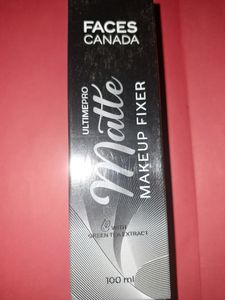 FACES
CANADA
ULTIMEPRO
Matte
MAKEUP FIXER
WITH
GREEN TEA EXTRACT
100 ml